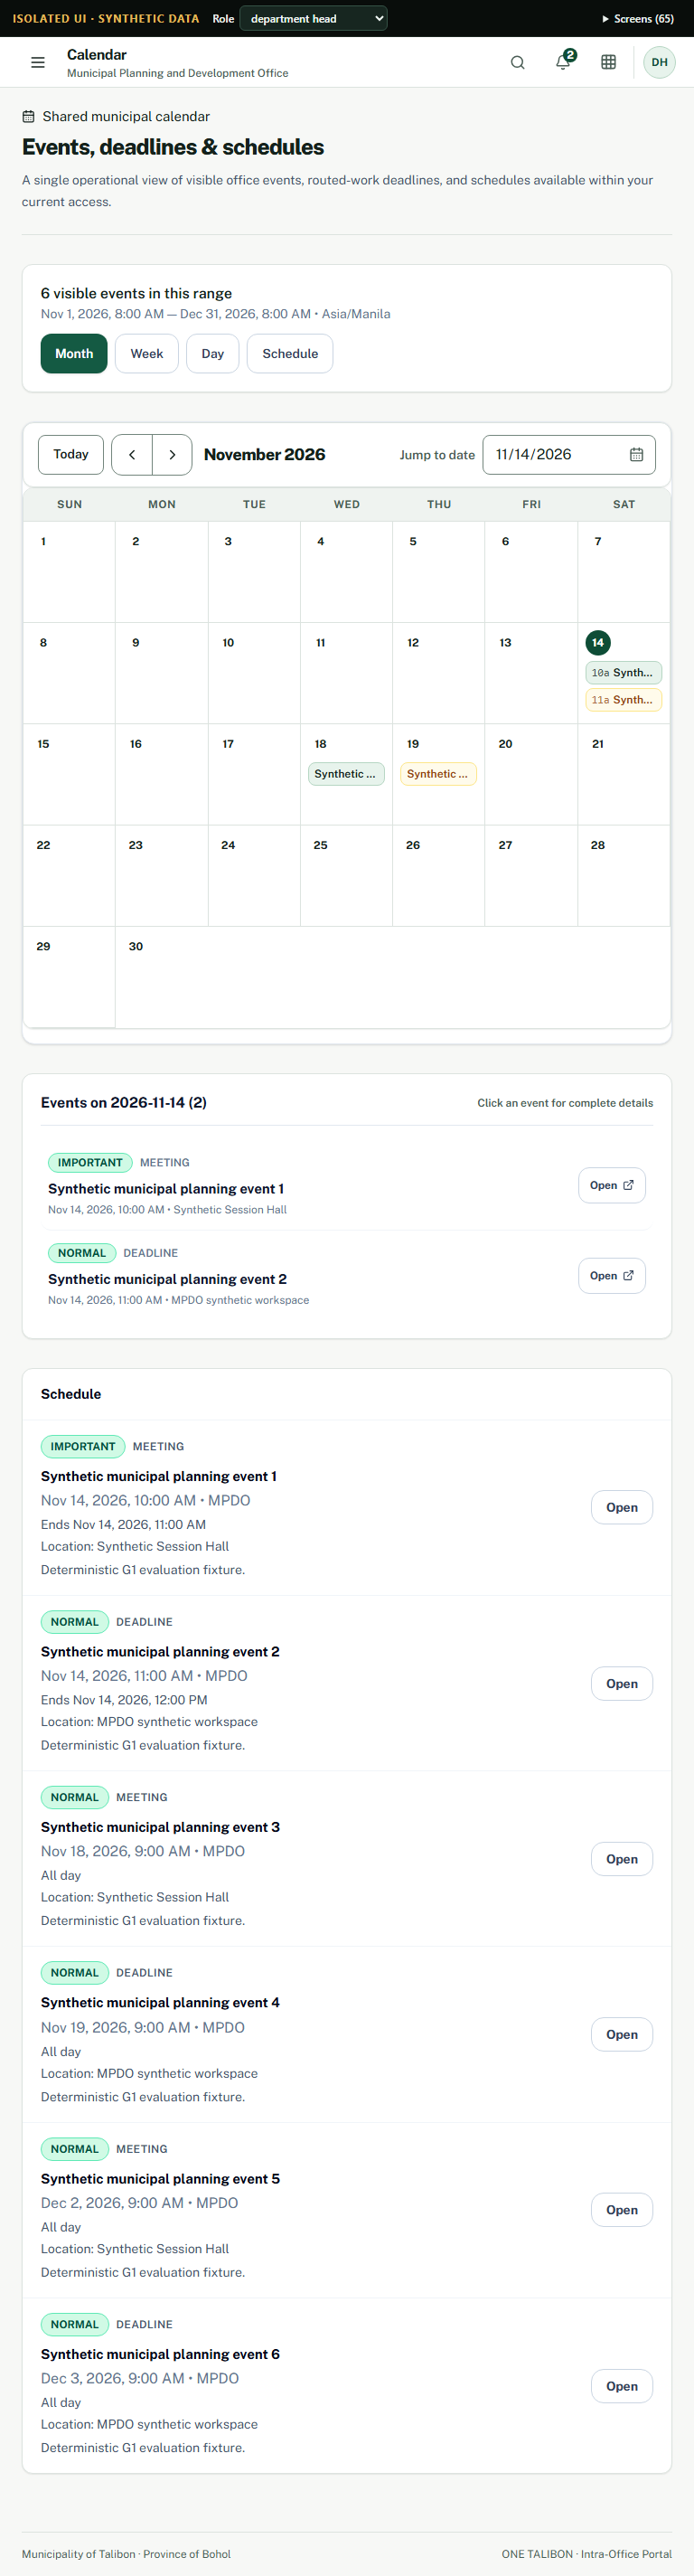 ISOLATED UI · SYNTHETIC DATA Role department head ▶ Screens (65)
Calendar
Municipal Planning and Development Office
2
DH
Shared municipal calendar
Events, deadlines & schedules
A single operational view of visible office events, routed-work deadlines, and schedules available within your
current access.
6 visible events in this range
Nov 1, 2026, 8:00 AM — Dec 31, 2026, 8:00 AM • Asia/Manila
Month Week Day Schedule
Today November 2026 Jump to date 11/14/2026
SUN MON TUE WED THU FRI SAT
1 2 3 4 5 6 7
8 9 10 11 12 13 14
10a Synth...
11a Synth...
15 16 17 18 19 20 21
Synthetic ... Synthetic ...
22 23 24 25 26 27 28
29 30
Events on 2026-11-14 (2) Click an event for complete details
IMPORTANT MEETING
Synthetic municipal planning event 1
Nov 14, 2026, 10:00 AM • Synthetic Session Hall
Open
NORMAL DEADLINE
Synthetic municipal planning event 2
Nov 14, 2026, 11:00 AM • MPDO synthetic workspace
Open
Schedule
IMPORTANT MEETING
Synthetic municipal planning event 1
Nov 14, 2026, 10:00 AM • MPDO
Ends Nov 14, 2026, 11:00 AM
Location: Synthetic Session Hall
Deterministic G1 evaluation fixture.
Open
NORMAL DEADLINE
Synthetic municipal planning event 2
Nov 14, 2026, 11:00 AM • MPDO
Ends Nov 14, 2026, 12:00 PM
Location: MPDO synthetic workspace
Deterministic G1 evaluation fixture.
Open
NORMAL MEETING
Synthetic municipal planning event 3
Nov 18, 2026, 9:00 AM • MPDO
All day
Location: Synthetic Session Hall
Deterministic G1 evaluation fixture.
Open
NORMAL DEADLINE
Synthetic municipal planning event 4
Nov 19, 2026, 9:00 AM • MPDO
All day
Location: MPDO synthetic workspace
Deterministic G1 evaluation fixture.
Open
NORMAL MEETING
Synthetic municipal planning event 5
Dec 2, 2026, 9:00 AM • MPDO
All day
Location: Synthetic Session Hall
Deterministic G1 evaluation fixture.
Open
NORMAL DEADLINE
Synthetic municipal planning event 6
Dec 3, 2026, 9:00 AM • MPDO
All day
Location: MPDO synthetic workspace
Deterministic G1 evaluation fixture.
Open
Municipality of Talibon · Province of Bohol ONE TALIBON · Intra-Office Portal